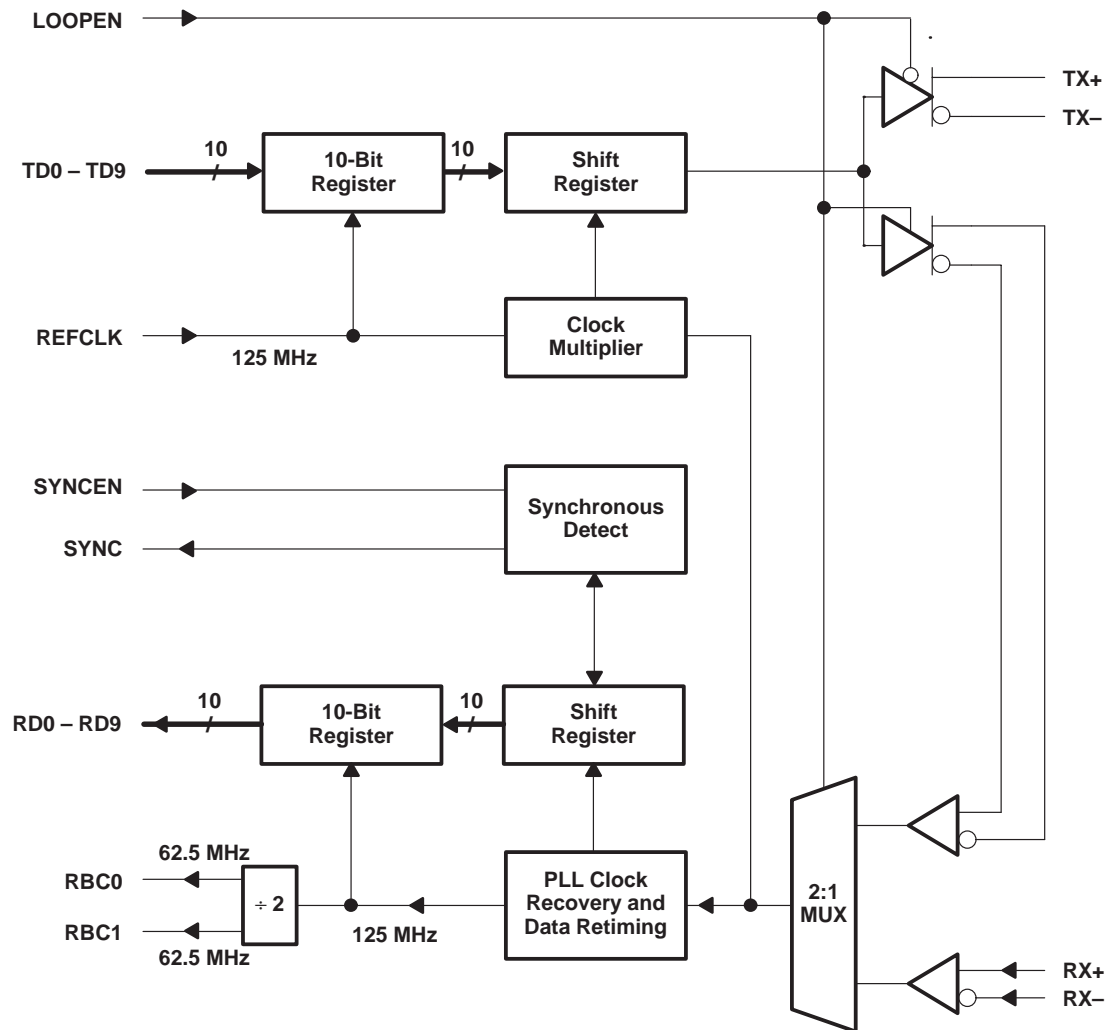 LOOPEN
TX+
TX–
TD0 – TD9
10
10-Bit
Register
10
Shift
Register
REFCLK
125 MHz
Clock
Multiplier
SYNCEN
SYNC
Synchronous
Detect
RD0 – RD9
10
10-Bit
Register
10
Shift
Register
RBC0
RBC1
62.5 MHz
62.5 MHz
÷ 2
125 MHz
PLL Clock
Recovery and
Data Retiming
2:1
MUX
RX+
RX–